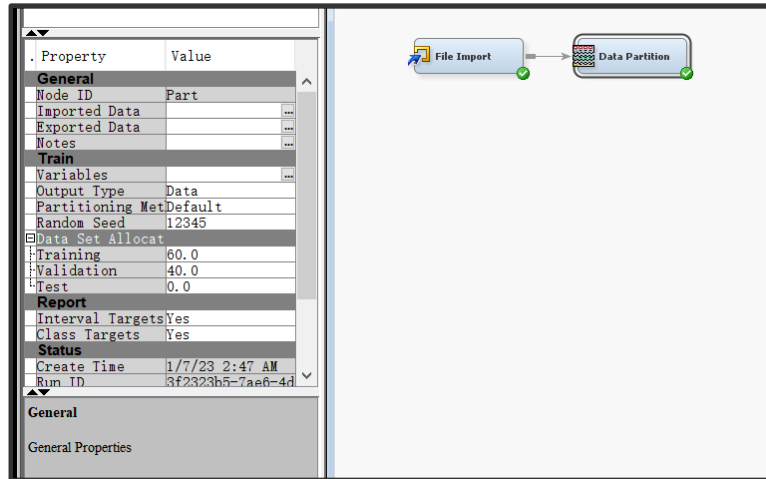 . Property Value
General
Node ID Part
Imported Data ...
Exported Data ...
Notes ...
Train
Variables ...
Output Type Data
Partitioning Met Default
Random Seed 12345
Data Set Allocat
Training 60.0
Validation 40.0
Test 0.0
Report
Interval Targets Yes
Class Targets Yes
Status
Create Time 1/7/23 2:47 AM
Run ID 3f2323b5-7ae6-4d
General
General Properties
File Import
Data Partition